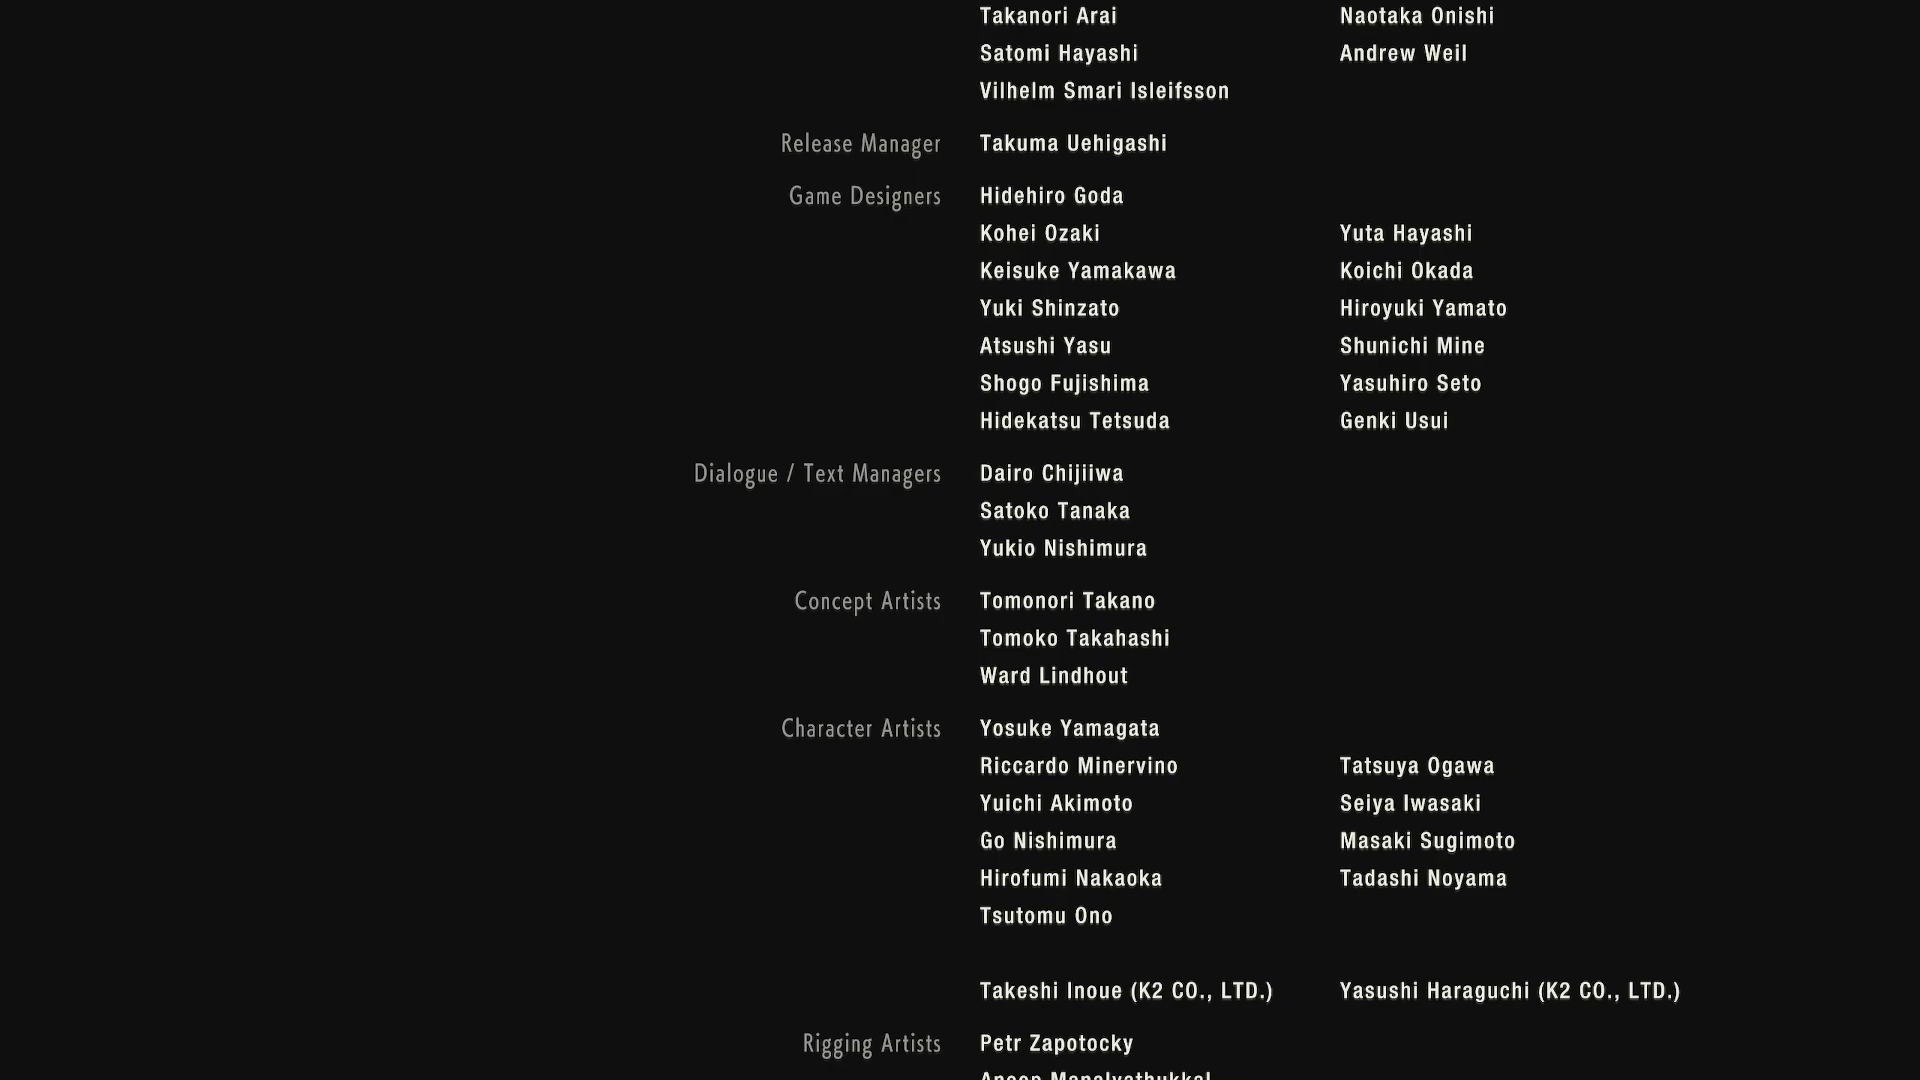 Takanori Arai Naotaka Onishi
Satomi Hayashi Andrew Weil
Vilhelm Smari Isleifsson
Release Manager Takuma Uehigashi
Game Designers Hidehiro Goda
Kohei Ozaki Yuta Hayashi
Keisuke Yamakawa Koichi Okada
Yuki Shinzato Hiroyuki Yamato
Atsushi Yasu Shunichi Mine
Shogo Fujishima Yasuhiro Seto
Hidekatsu Tetsuda Genki Usui
Dialogue / Text Managers Dairo Chijiiwa
Satoko Tanaka
Yukio Nishimura
Concept Artists Tomonori Takano
Tomoko Takahashi
Ward Lindhout
Character Artists Yosuke Yamagata
Riccardo Minervino Tatsuya Ogawa
Yuichi Akimoto Seiya Iwasaki
Go Nishimura Masaki Sugimoto
Hirofumi Nakaoka Tadashi Noyama
Tsutomu Ono
Takeshi Inoue (K2 CO., LTD.) Yasushi Haraguchi (K2 CO., LTD.)
Rigging Artists Petr Zapotocky